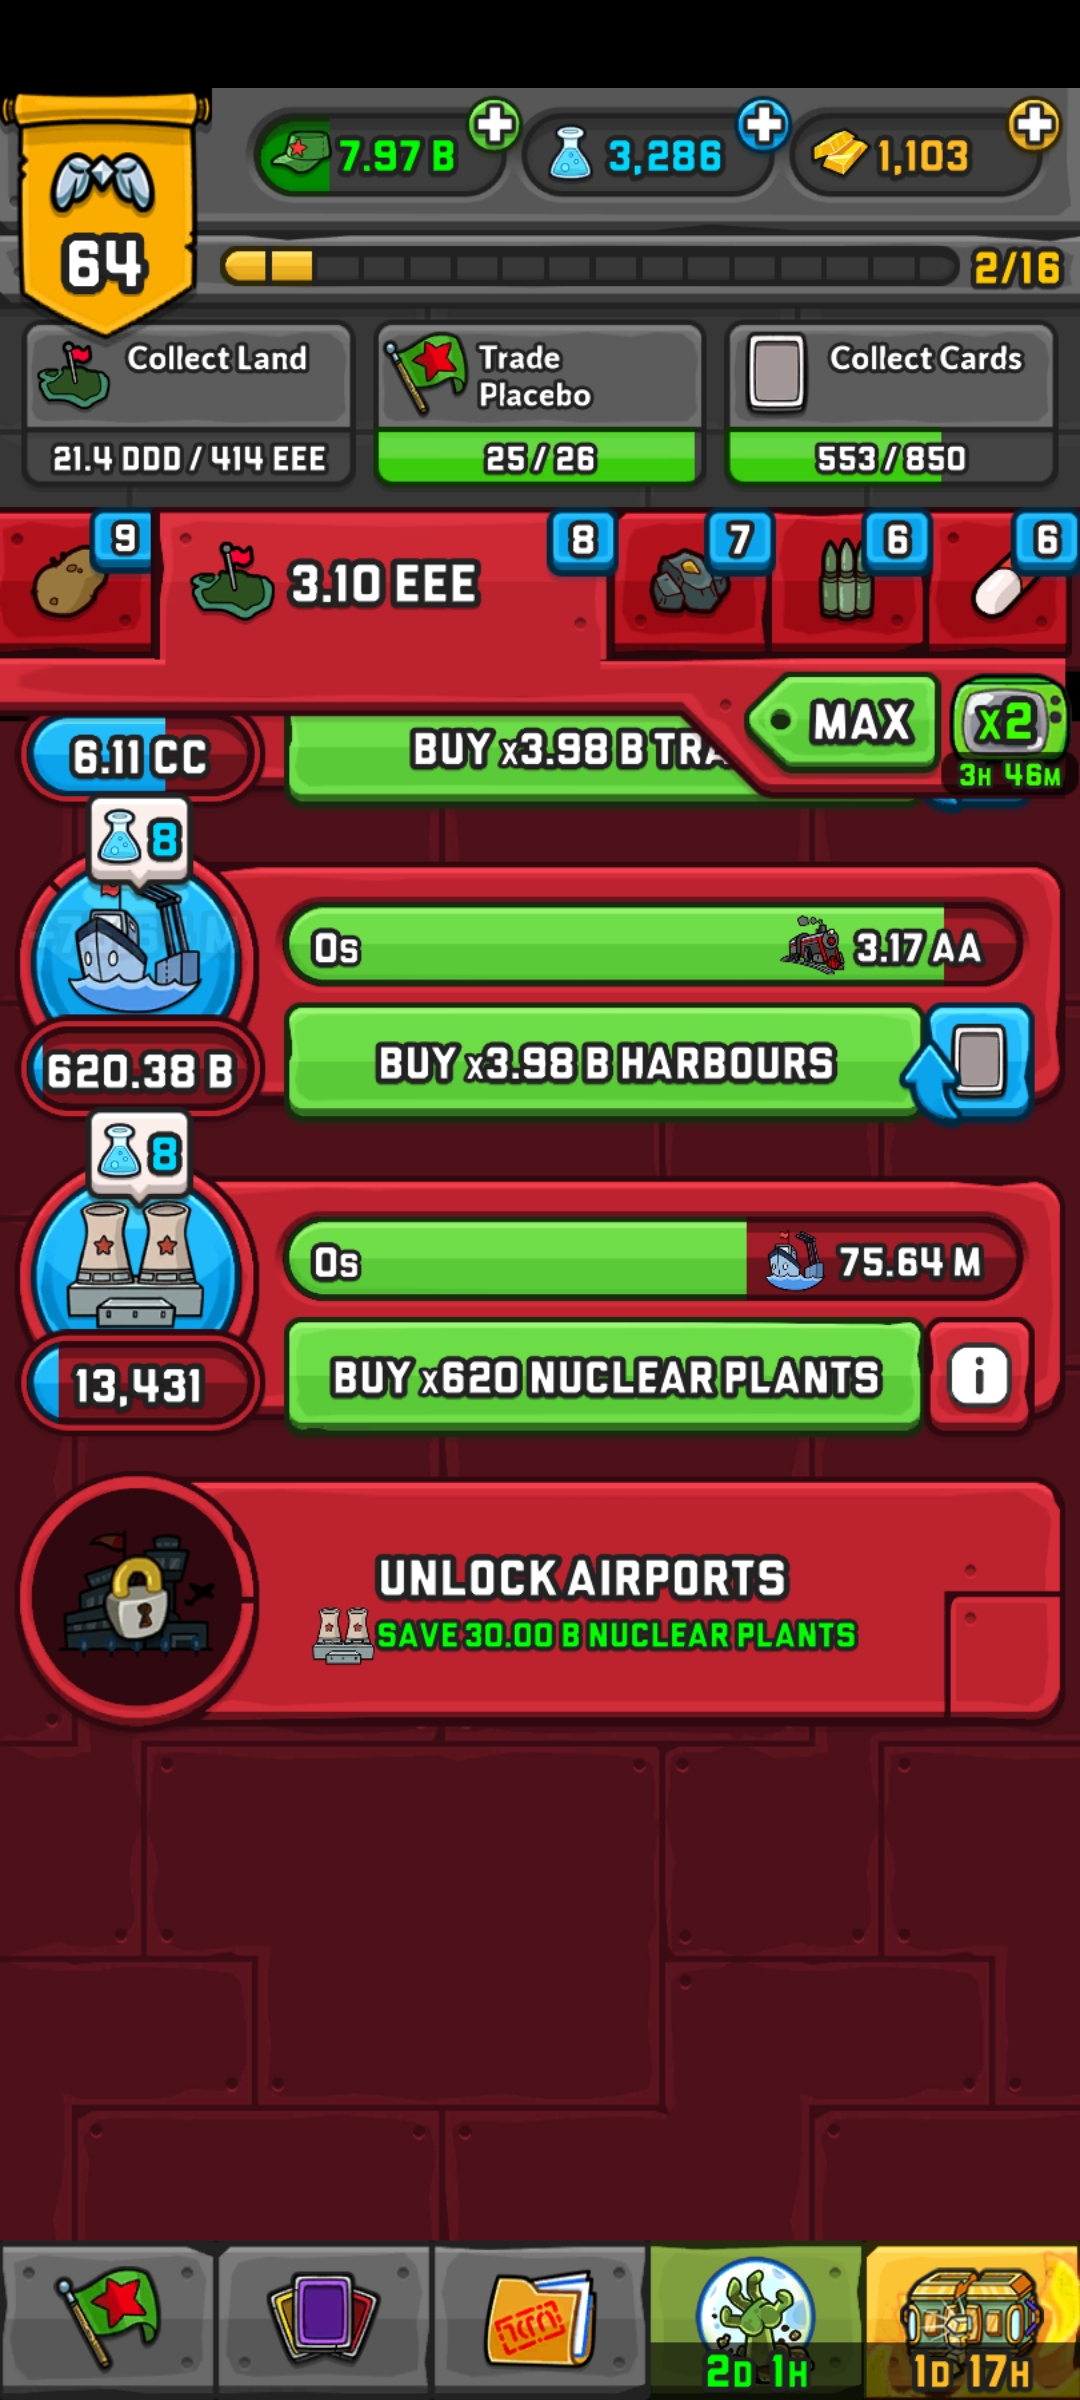 7.97 B
3,286
1,103
64
2/16
Collect Land
21.4 DDD / 414 EEE
Trade
Placebo
25 / 26
Collect Cards
553 / 850
9
3.10 EEE
8
7
6
6
MAX
x2
3H 46M
6.11 CC
BUY x3.98 B TRA
8
0s
3.17 AA
620.38 B
BUY x3.98 B HARBOURS
8
0s
75.64 M
13,431
BUY x620 NUCLEAR PLANTS
i
UNLOCK AIRPORTS
SAVE 30.00 B NUCLEAR PLANTS
2D 1H
1D 17H